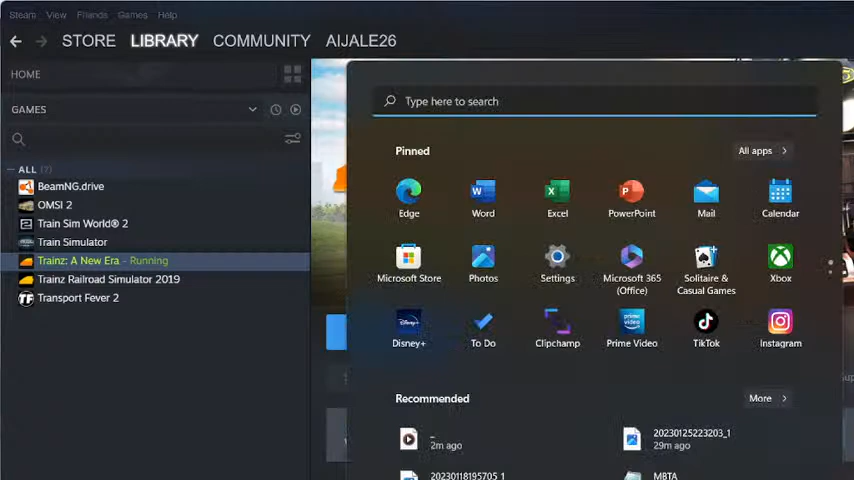 Steam View Friends Games Help
STORE LIBRARY COMMUNITY AIJALE26
HOME
GAMES
ALL (7)
BeamNG.drive
OMSI 2
Train Sim World® 2
Train Simulator
Trainz: A New Era - Running
Trainz Railroad Simulator 2019
Transport Fever 2
Type here to search
Pinned
All apps
Edge
Word
Excel
PowerPoint
Mail
Calendar
Microsoft Store
Photos
Settings
Microsoft 365
(Office)
Solitaire &
Casual Games
Xbox
Disney+
To Do
Clipchamp
Prime Video
TikTok
Instagram
Recommended
More
_
2m ago
20230125223203_1
29m ago
20230118195705_1
MBTA